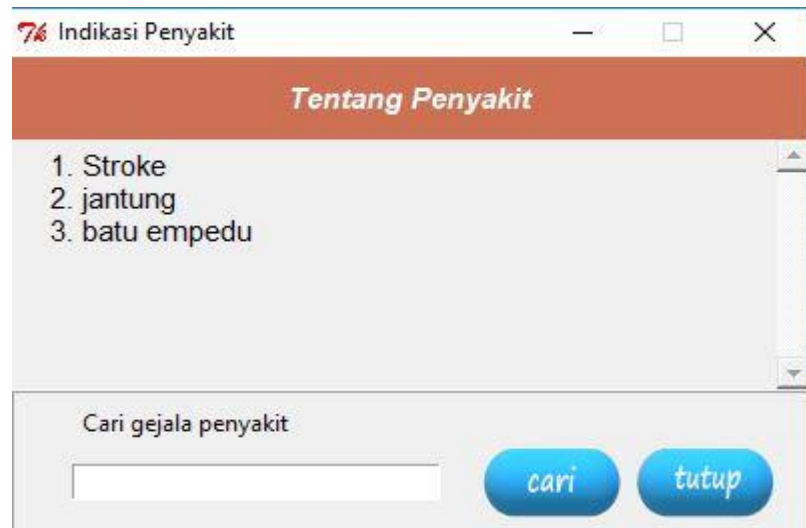 Indikasi Penyakit
Tentang Penyakit
1. Stroke
2. jantung
3. batu empedu
Cari gejala penyakit
cari
tutup